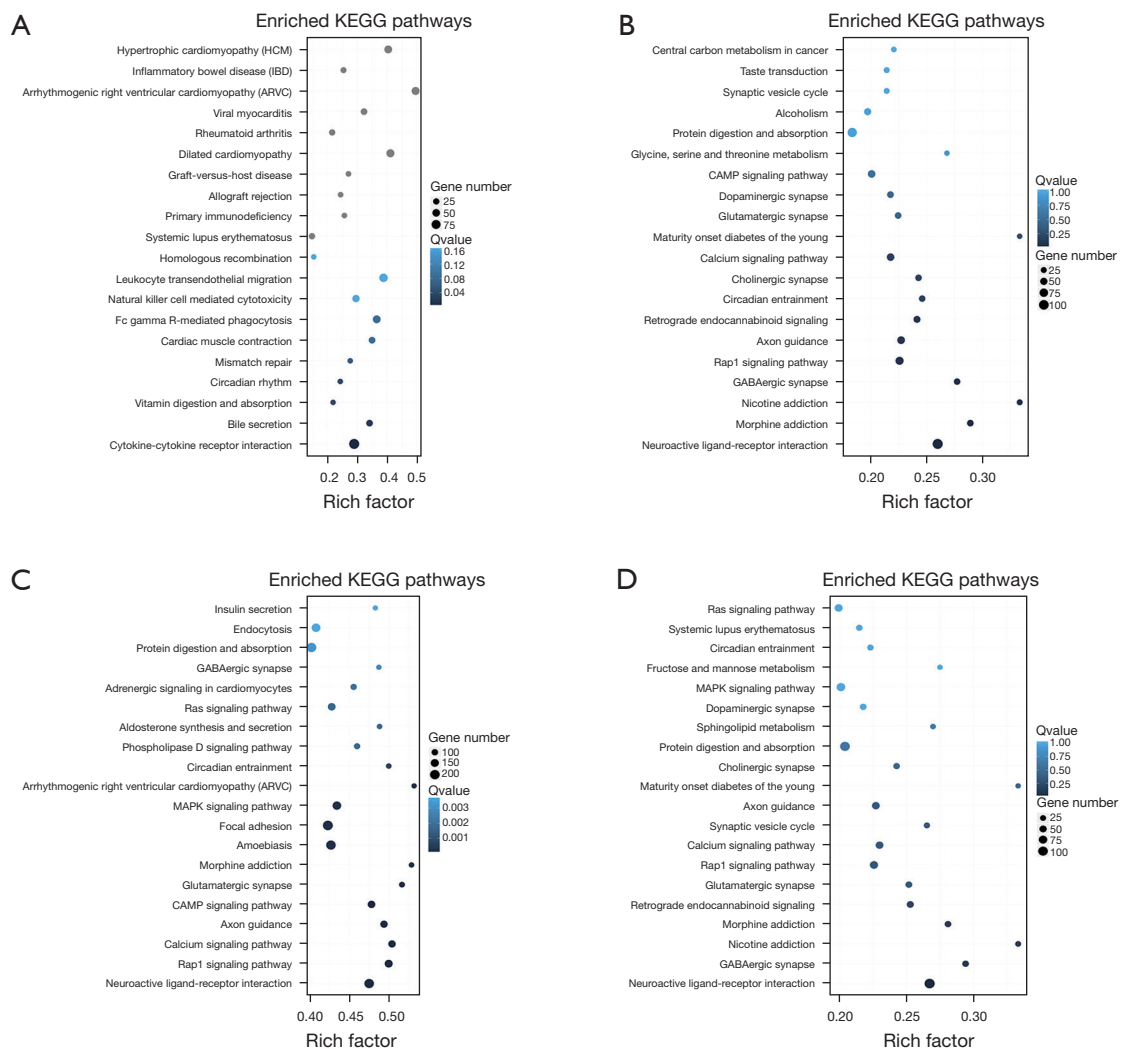 A
Enriched KEGG pathways
Hypertrophic cardiomyopathy (HCM)
Inflammatory bowel disease (IBD)
Arrhythmogenic right ventricular cardiomyopathy (ARVC)
Viral myocarditis
Rheumatoid arthritis
Dilated cardiomyopathy
Graft-versus-host disease
Allograft rejection
Primary immunodeficiency
Systemic lupus erythematosus
Homologous recombination
Leukocyte transendothelial migration
Natural killer cell mediated cytotoxicity
Fc gamma R-mediated phagocytosis
Cardiac muscle contraction
Mismatch repair
Circadian rhythm
Vitamin digestion and absorption
Bile secretion
Cytokine-cytokine receptor interaction
0.2 0.3 0.4 0.5
Rich factor
Gene number
25
50
75
Qvalue
0.16
0.12
0.08
0.04
B
Enriched KEGG pathways
Central carbon metabolism in cancer
Taste transduction
Synaptic vesicle cycle
Alcoholism
Protein digestion and absorption
Glycine, serine and threonine metabolism
CAMP signaling pathway
Dopaminergic synapse
Glutamatergic synapse
Maturity onset diabetes of the young
Calcium signaling pathway
Cholinergic synapse
Circadian entrainment
Retrograde endocannabinoid signaling
Axon guidance
Rap1 signaling pathway
GABAergic synapse
Nicotine addiction
Morphine addiction
Neuroactive ligand-receptor interaction
0.20 0.25 0.30
Rich factor
Qvalue
1.00
0.75
0.50
0.25
Gene number
25
50
75
100
C
Enriched KEGG pathways
Insulin secretion
Endocytosis
Protein digestion and absorption
GABAergic synapse
Adrenergic signaling in cardiomyocytes
Ras signaling pathway
Aldosterone synthesis and secretion
Phospholipase D signaling pathway
Circadian entrainment
Arrhythmogenic right ventricular cardiomyopathy (ARVC)
MAPK signaling pathway
Focal adhesion
Amoebiasis
Morphine addiction
Glutamatergic synapse
CAMP signaling pathway
Axon guidance
Calcium signaling pathway
Rap1 signaling pathway
Neuroactive ligand-receptor interaction
0.40 0.45 0.50
Rich factor
Gene number
100
150
200
Qvalue
0.003
0.002
0.001
D
Enriched KEGG pathways
Ras signaling pathway
Systemic lupus erythematosus
Circadian entrainment
Fructose and mannose metabolism
MAPK signaling pathway
Dopaminergic synapse
Sphingolipid metabolism
Protein digestion and absorption
Cholinergic synapse
Maturity onset diabetes of the young
Axon guidance
Synaptic vesicle cycle
Calcium signaling pathway
Rap1 signaling pathway
Glutamatergic synapse
Retrograde endocannabinoid signaling
Morphine addiction
Nicotine addiction
GABAergic synapse
Neuroactive ligand-receptor interaction
0.20 0.25 0.30
Rich factor
Qvalue
1.00
0.75
0.50
0.25
Gene number
25
50
75
100